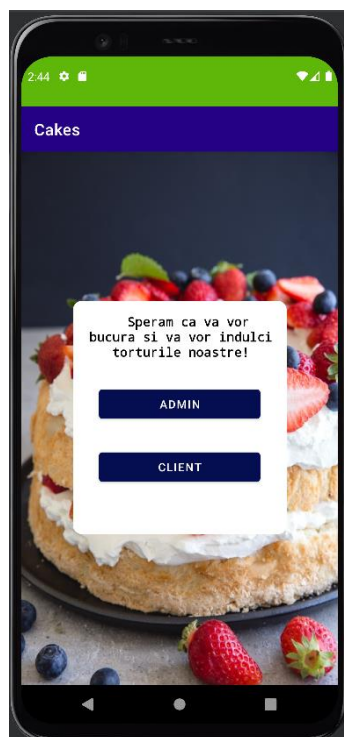 2:44
Cakes
Speram ca va vor
bucura si va vor indulci
torturile noastre!
ADMIN
CLIENT